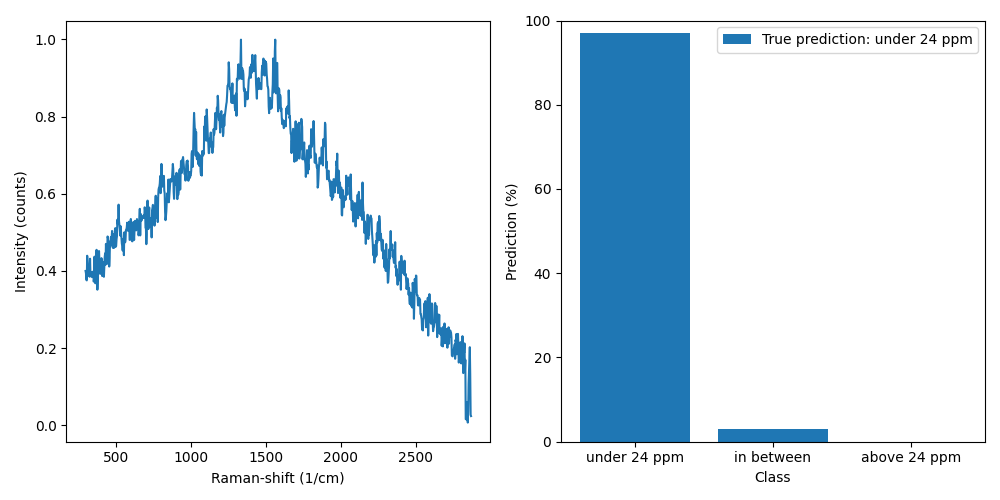 1.0
0.8
0.6
0.4
0.2
0.0
Intensity (counts)
500 1000 1500 2000 2500
Raman-shift (1/cm)
100
80
60
40
20
0
Prediction (%)
True prediction: under 24 ppm
under 24 ppm in between above 24 ppm
Class